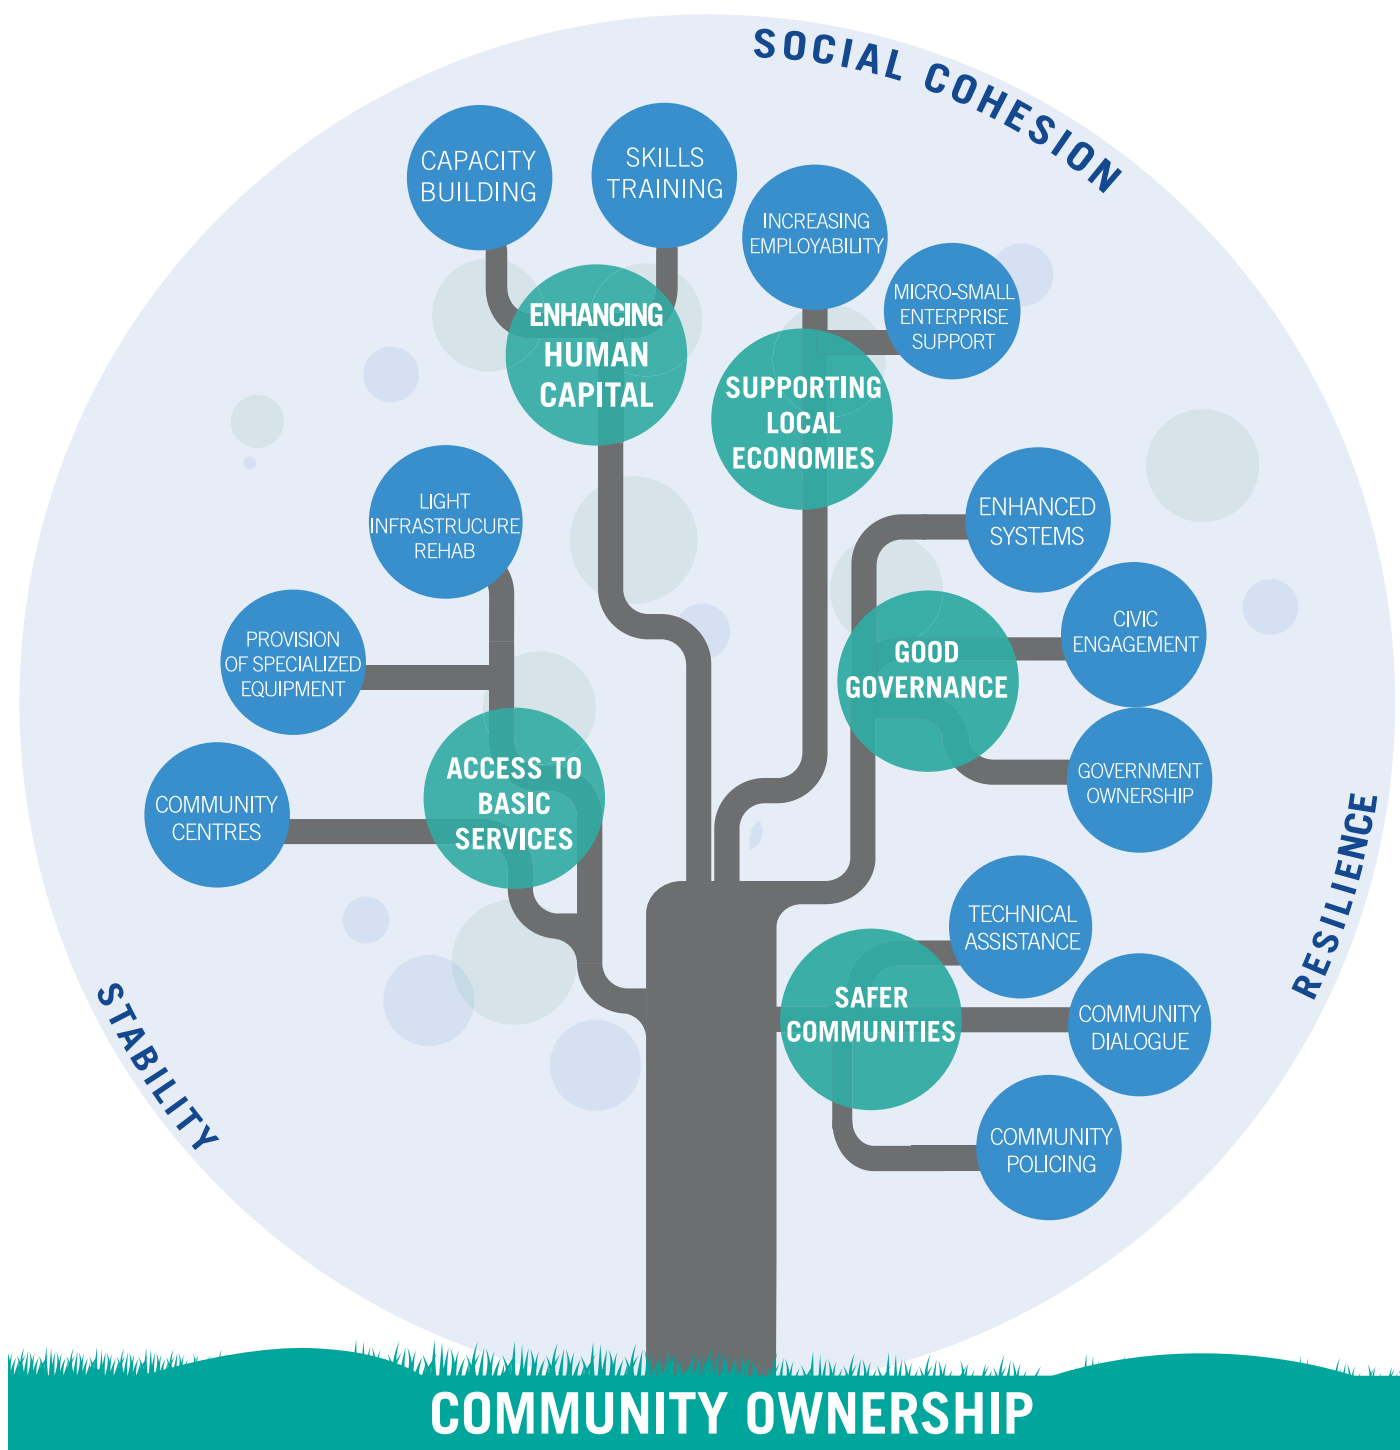 SOCIAL COHESION
CAPACITY
BUILDING
SKILLS
TRAINING
INCREASING
EMPLOYABILITY
MICRO-SMALL
ENTERPRISE
SUPPORT
ENHANCING
HUMAN
CAPITAL
SUPPORTING
LOCAL
ECONOMIES
LIGHT
INFRASTRUCURE
REHAB
ENHANCED
SYSTEMS
PROVISION
OF SPECIALIZED
EQUIPMENT
CIVIC
ENGAGEMENT
GOOD
GOVERNANCE
ACCESS TO
BASIC
SERVICES
COMMUNITY
CENTRES
GOVERNMENT
OWNERSHIP
RESILIENCE
TECHNICAL
ASSISTANCE
SAFER
COMMUNITIES
COMMUNITY
DIALOGUE
STABILITY
COMMUNITY
POLICING
COMMUNITY OWNERSHIP